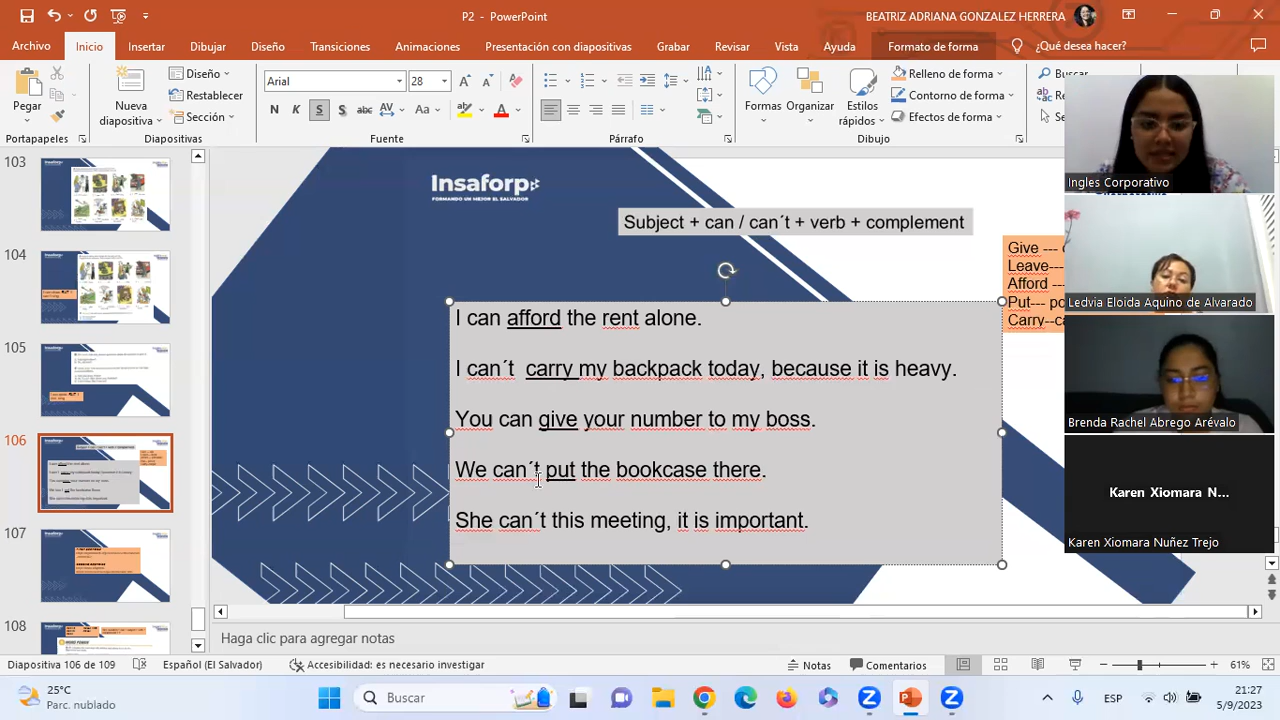 P2 - PowerPoint
BEATRIZ ADRIANA GONZALEZ HERRERA
Archivo Inicio Insertar Dibujar Diseño Transiciones Animaciones Presentación con diapositivas Grabar Revisar Vista Ayuda Formato de forma ¿Qué desea hacer?
Pegar
Nueva diapositiva
Diseño
Restablecer
Sección
Arial 28
N K S S abc AV Aa A
Formas Organizar Estilos rápidos
Relleno de forma
Contorno de forma
Efectos de forma
Portapapeles Diapositivas Fuente Párrafo Dibujo
103
104
105
106
107
108
Insaforp
FORMANDO UN MEJOR EL SALVADOR
Subject + can / can´t + verb + complement
Give ---
Leave---
Afford ---
Put---
Carry--
I can afford the rent alone.
I can´t carry my backpack today, because it is heavy.
You can give your number to my boss.
We can´t put the bookcase there.
She can´t this meeting, it is important.
Ingles Corporativo
Ledvia Eloida Aquino de Alvarado
Brenda Rachel Abrego Arévalo
Karen Xiomara N...
Karen Xiomara Nuñez Trejo
Haga clic para agregar notas
Diapositiva 106 de 109 Español (El Salvador) Accesibilidad: es necesario investigar Notas Comentarios 61%
25°C
Parc. nublado
Buscar
ESP
21:27
5/9/2023